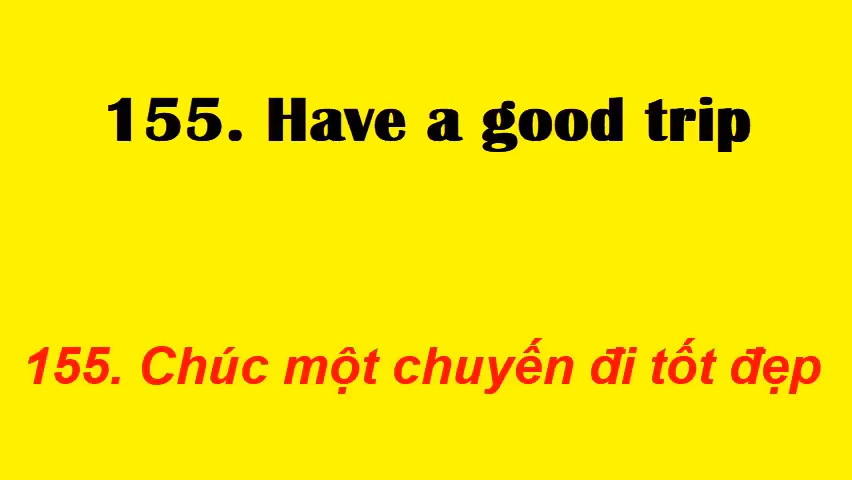 155. Have a good trip
155. Chúc một chuyến đi tốt đẹp